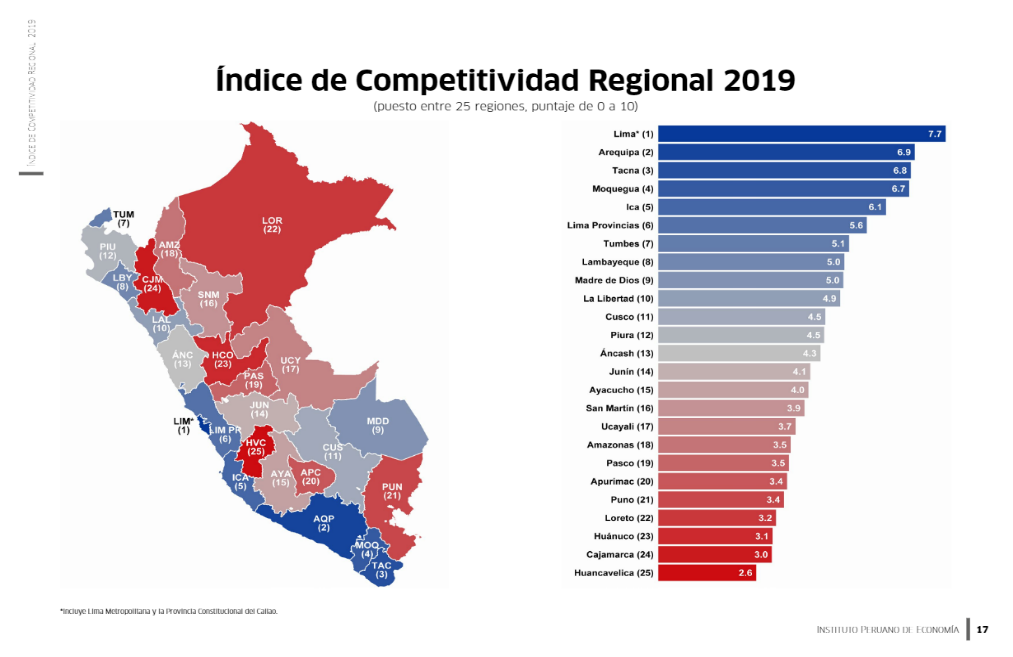 ÍNDICE DE COMPETITIVIDAD REGIONAL 2019
Índice de Competitividad Regional 2019
(puesto entre 25 regiones, puntaje de 0 a 10)
TUM
(7)
PIU
(12)
LBY
(8)
CJM
(24)
AMZ
(18)
LOR
(22)
SNM
(16)
LAL
(10)
ÁNC
(13)
HCO
(23)
UCY
(17)
PAS
(19)
JUN
(14)
LIM*
(1)
LIM PR
(6)
HVC
(25)
MDD
(9)
CUS
(11)
ICA
(5)
AYA
(15)
APC
(20)
PUN
(21)
AQP
(2)
MOQ
(4)
TAC
(3)
Lima* (1) 7.7
Arequipa (2) 6.9
Tacna (3) 6.8
Moquegua (4) 6.7
Ica (5) 6.1
Lima Provincias (6) 5.6
Tumbes (7) 5.1
Lambayeque (8) 5.0
Madre de Dios (9) 5.0
La Libertad (10) 4.9
Cusco (11) 4.5
Piura (12) 4.5
Áncash (13) 4.3
Junín (14) 4.1
Ayacucho (15) 4.0
San Martín (16) 3.9
Ucayali (17) 3.7
Amazonas (18) 3.5
Pasco (19) 3.5
Apurímac (20) 3.4
Puno (21) 3.4
Loreto (22) 3.2
Huánuco (23) 3.1
Cajamarca (24) 3.0
Huancavelica (25) 2.6
*Incluye Lima Metropolitana y la Provincia Constitucional del Callao.
INSTITUTO PERUANO DE ECONOMÍA 17